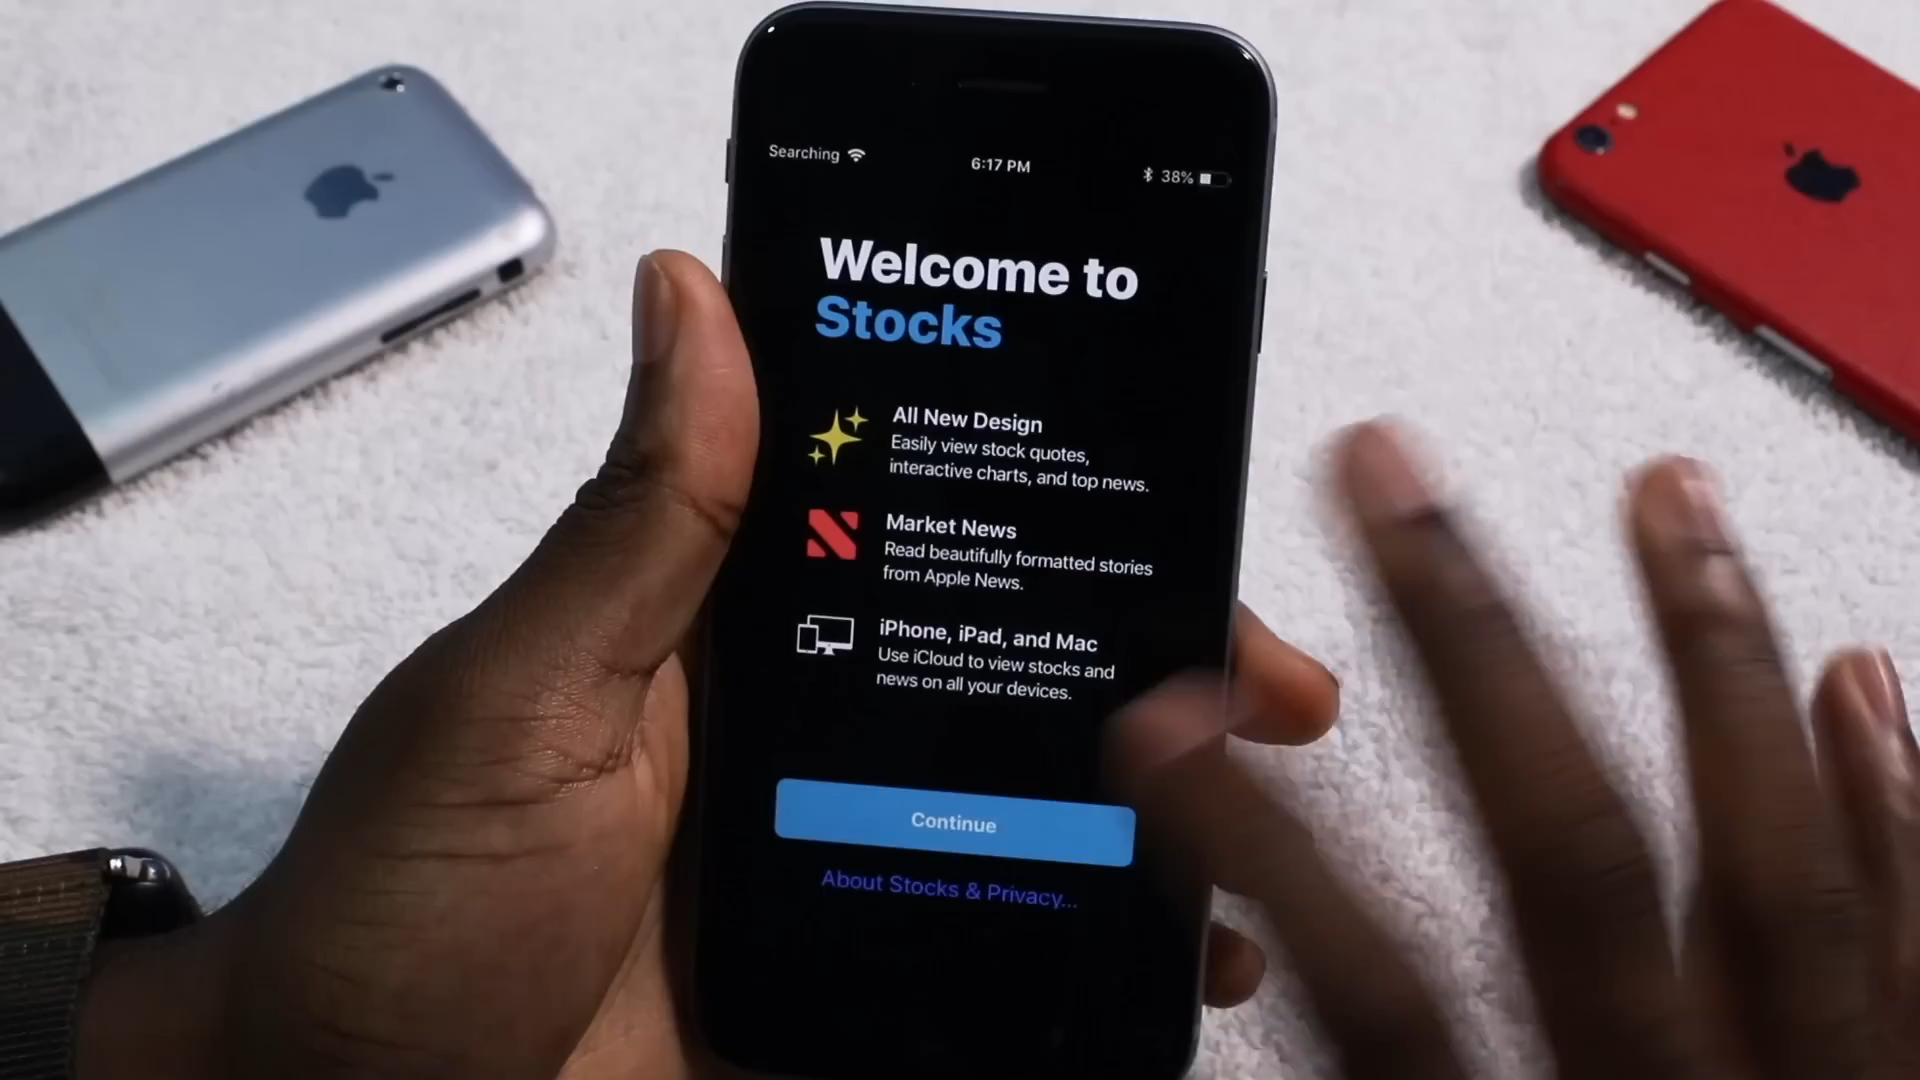 Searching
6:17 PM
38%
Welcome to
Stocks
All New Design
Easily view stock quotes,
interactive charts, and top news.
Market News
Read beautifully formatted stories
from Apple News.
iPhone, iPad, and Mac
Use iCloud to view stocks and
news on all your devices.
Continue
About Stocks & Privacy...